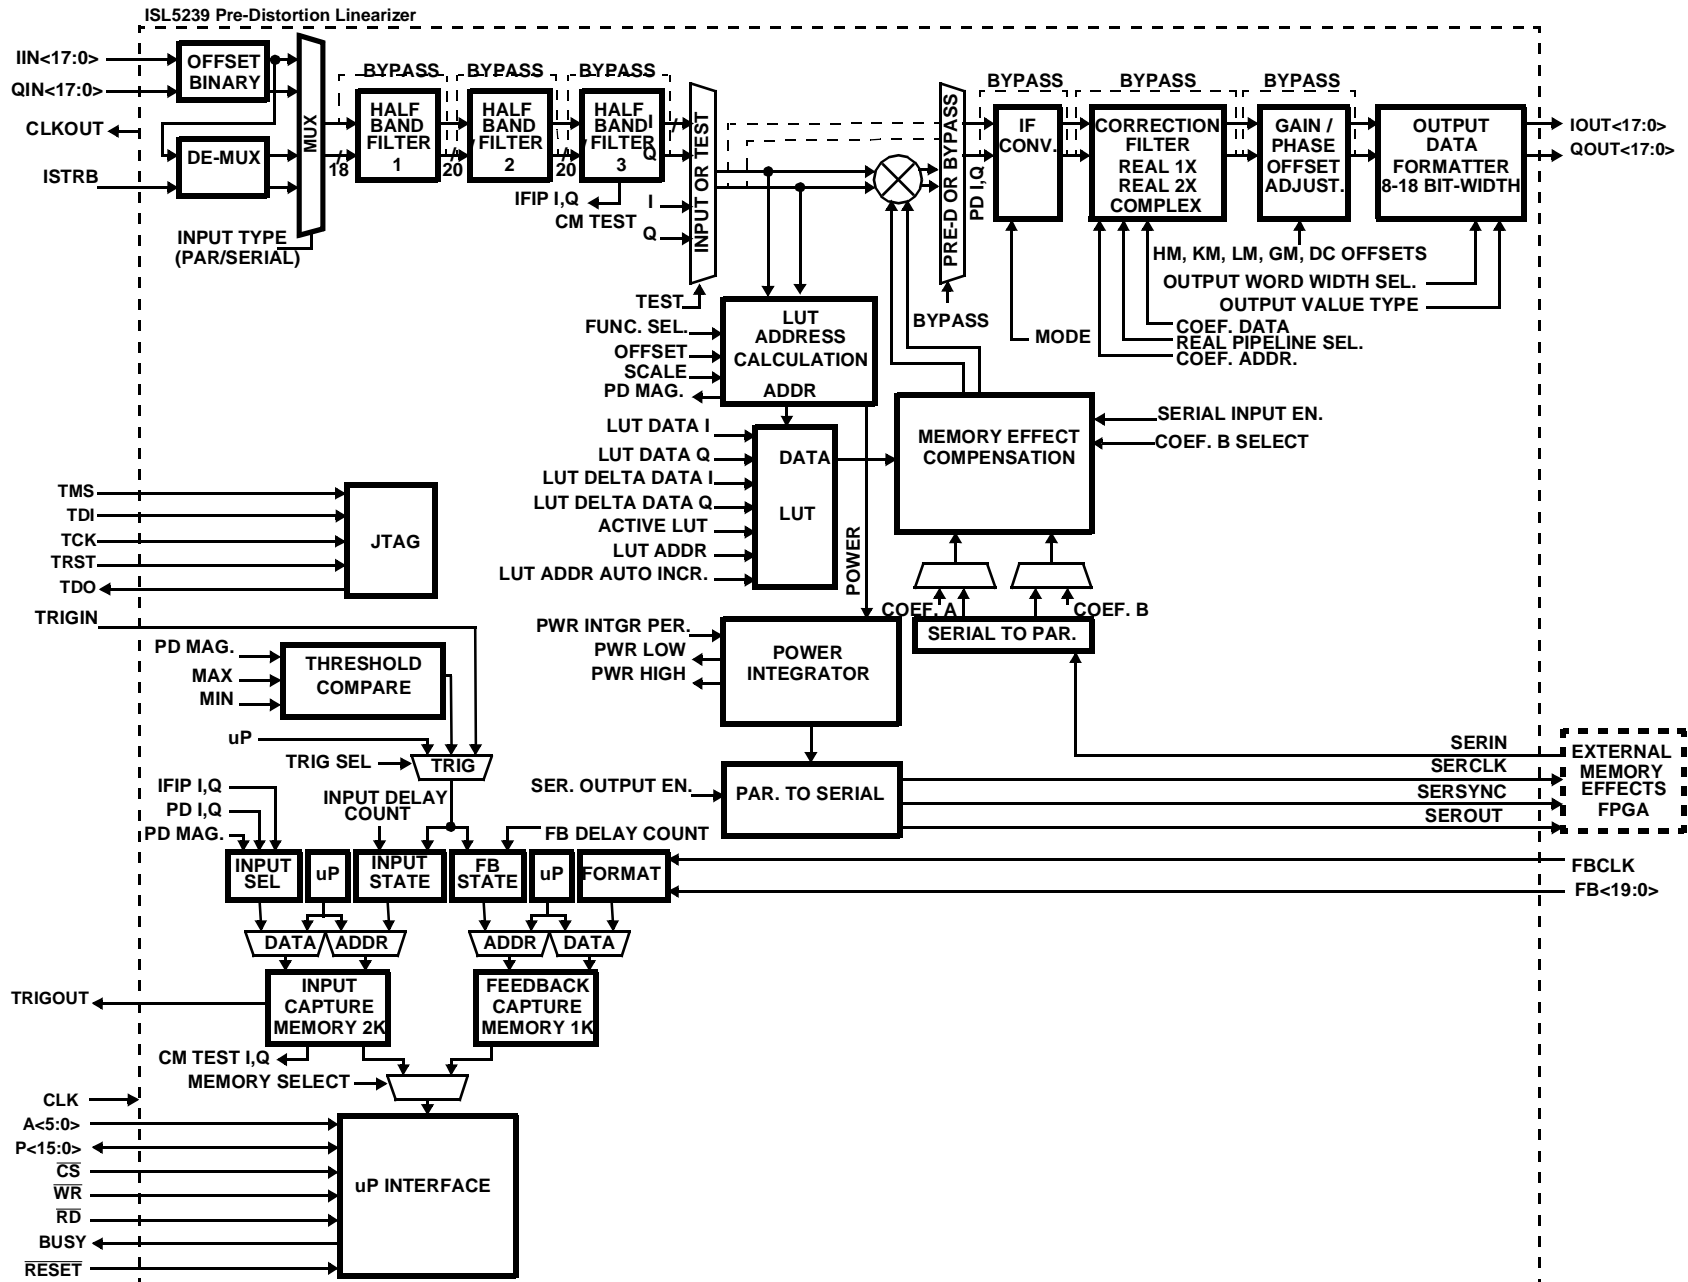 ISL5239 Pre-Distortion Linearizer
IIN<17:0>
QIN<17:0>
CLKOUT
ISTRB
OFFSET
BINARY
DE-MUX
MUX
INPUT TYPE
(PAR/SERIAL)
BYPASS
BYPASS
BYPASS
HALF
BAND
FILTER
1
HALF
BAND
FILTER
2
HALF
BAND
FILTER
3
18
20
20
I
Q
IFIP I,Q
CM TEST
I
Q
INPUT OR TEST
TEST
PRE-D OR BYPASS
PD I,Q
BYPASS
BYPASS
BYPASS
BYPASS
IF
CONV.
CORRECTION
FILTER
REAL 1X
REAL 2X
COMPLEX
GAIN /
PHASE
OFFSET
ADJUST.
OUTPUT
DATA
FORMATTER
8-18 BIT-WIDTH
IOUT<17:0>
QOUT<17:0>
HM, KM, LM, GM, DC OFFSETS
OUTPUT WORD WIDTH SEL.
OUTPUT VALUE TYPE
COEF. DATA
REAL PIPELINE SEL.
COEF. ADDR.
MODE
FUNC. SEL.
OFFSET
SCALE
PD MAG.
LUT
ADDRESS
CALCULATION
ADDR
LUT DATA I
LUT DATA Q
LUT DELTA DATA I
LUT DELTA DATA Q
ACTIVE LUT
LUT ADDR
LUT ADDR AUTO INCR.
DATA
LUT
POWER
MEMORY EFFECT
COMPENSATION
SERIAL INPUT EN.
COEF. B SELECT
COEF. A
COEF. B
SERIAL TO PAR.
TMS
TDI
TCK
TRST
TDO
JTAG
TRIGIN
PD MAG.
MAX
MIN
THRESHOLD
COMPARE
PWR INTGR PER.
PWR LOW
PWR HIGH
POWER
INTEGRATOR
uP
TRIG SEL
TRIG
SER. OUTPUT EN.
PAR. TO SERIAL
SERIN
SERCLK
SERSYNC
SEROUT
EXTERNAL
MEMORY
EFFECTS
FPGA
IFIP I,Q
PD I,Q
PD MAG.
INPUT DELAY
COUNT
FB DELAY COUNT
INPUT
SEL
uP
INPUT
STATE
FB
STATE
uP
FORMAT
FBCLK
FB<19:0>
DATA
ADDR
ADDR
DATA
TRIGOUT
INPUT
CAPTURE
MEMORY 2K
FEEDBACK
CAPTURE
MEMORY 1K
CM TEST I,Q
MEMORY SELECT
CLK
A<5:0>
P<15:0>
CS
WR
RD
BUSY
RESET
uP INTERFACE